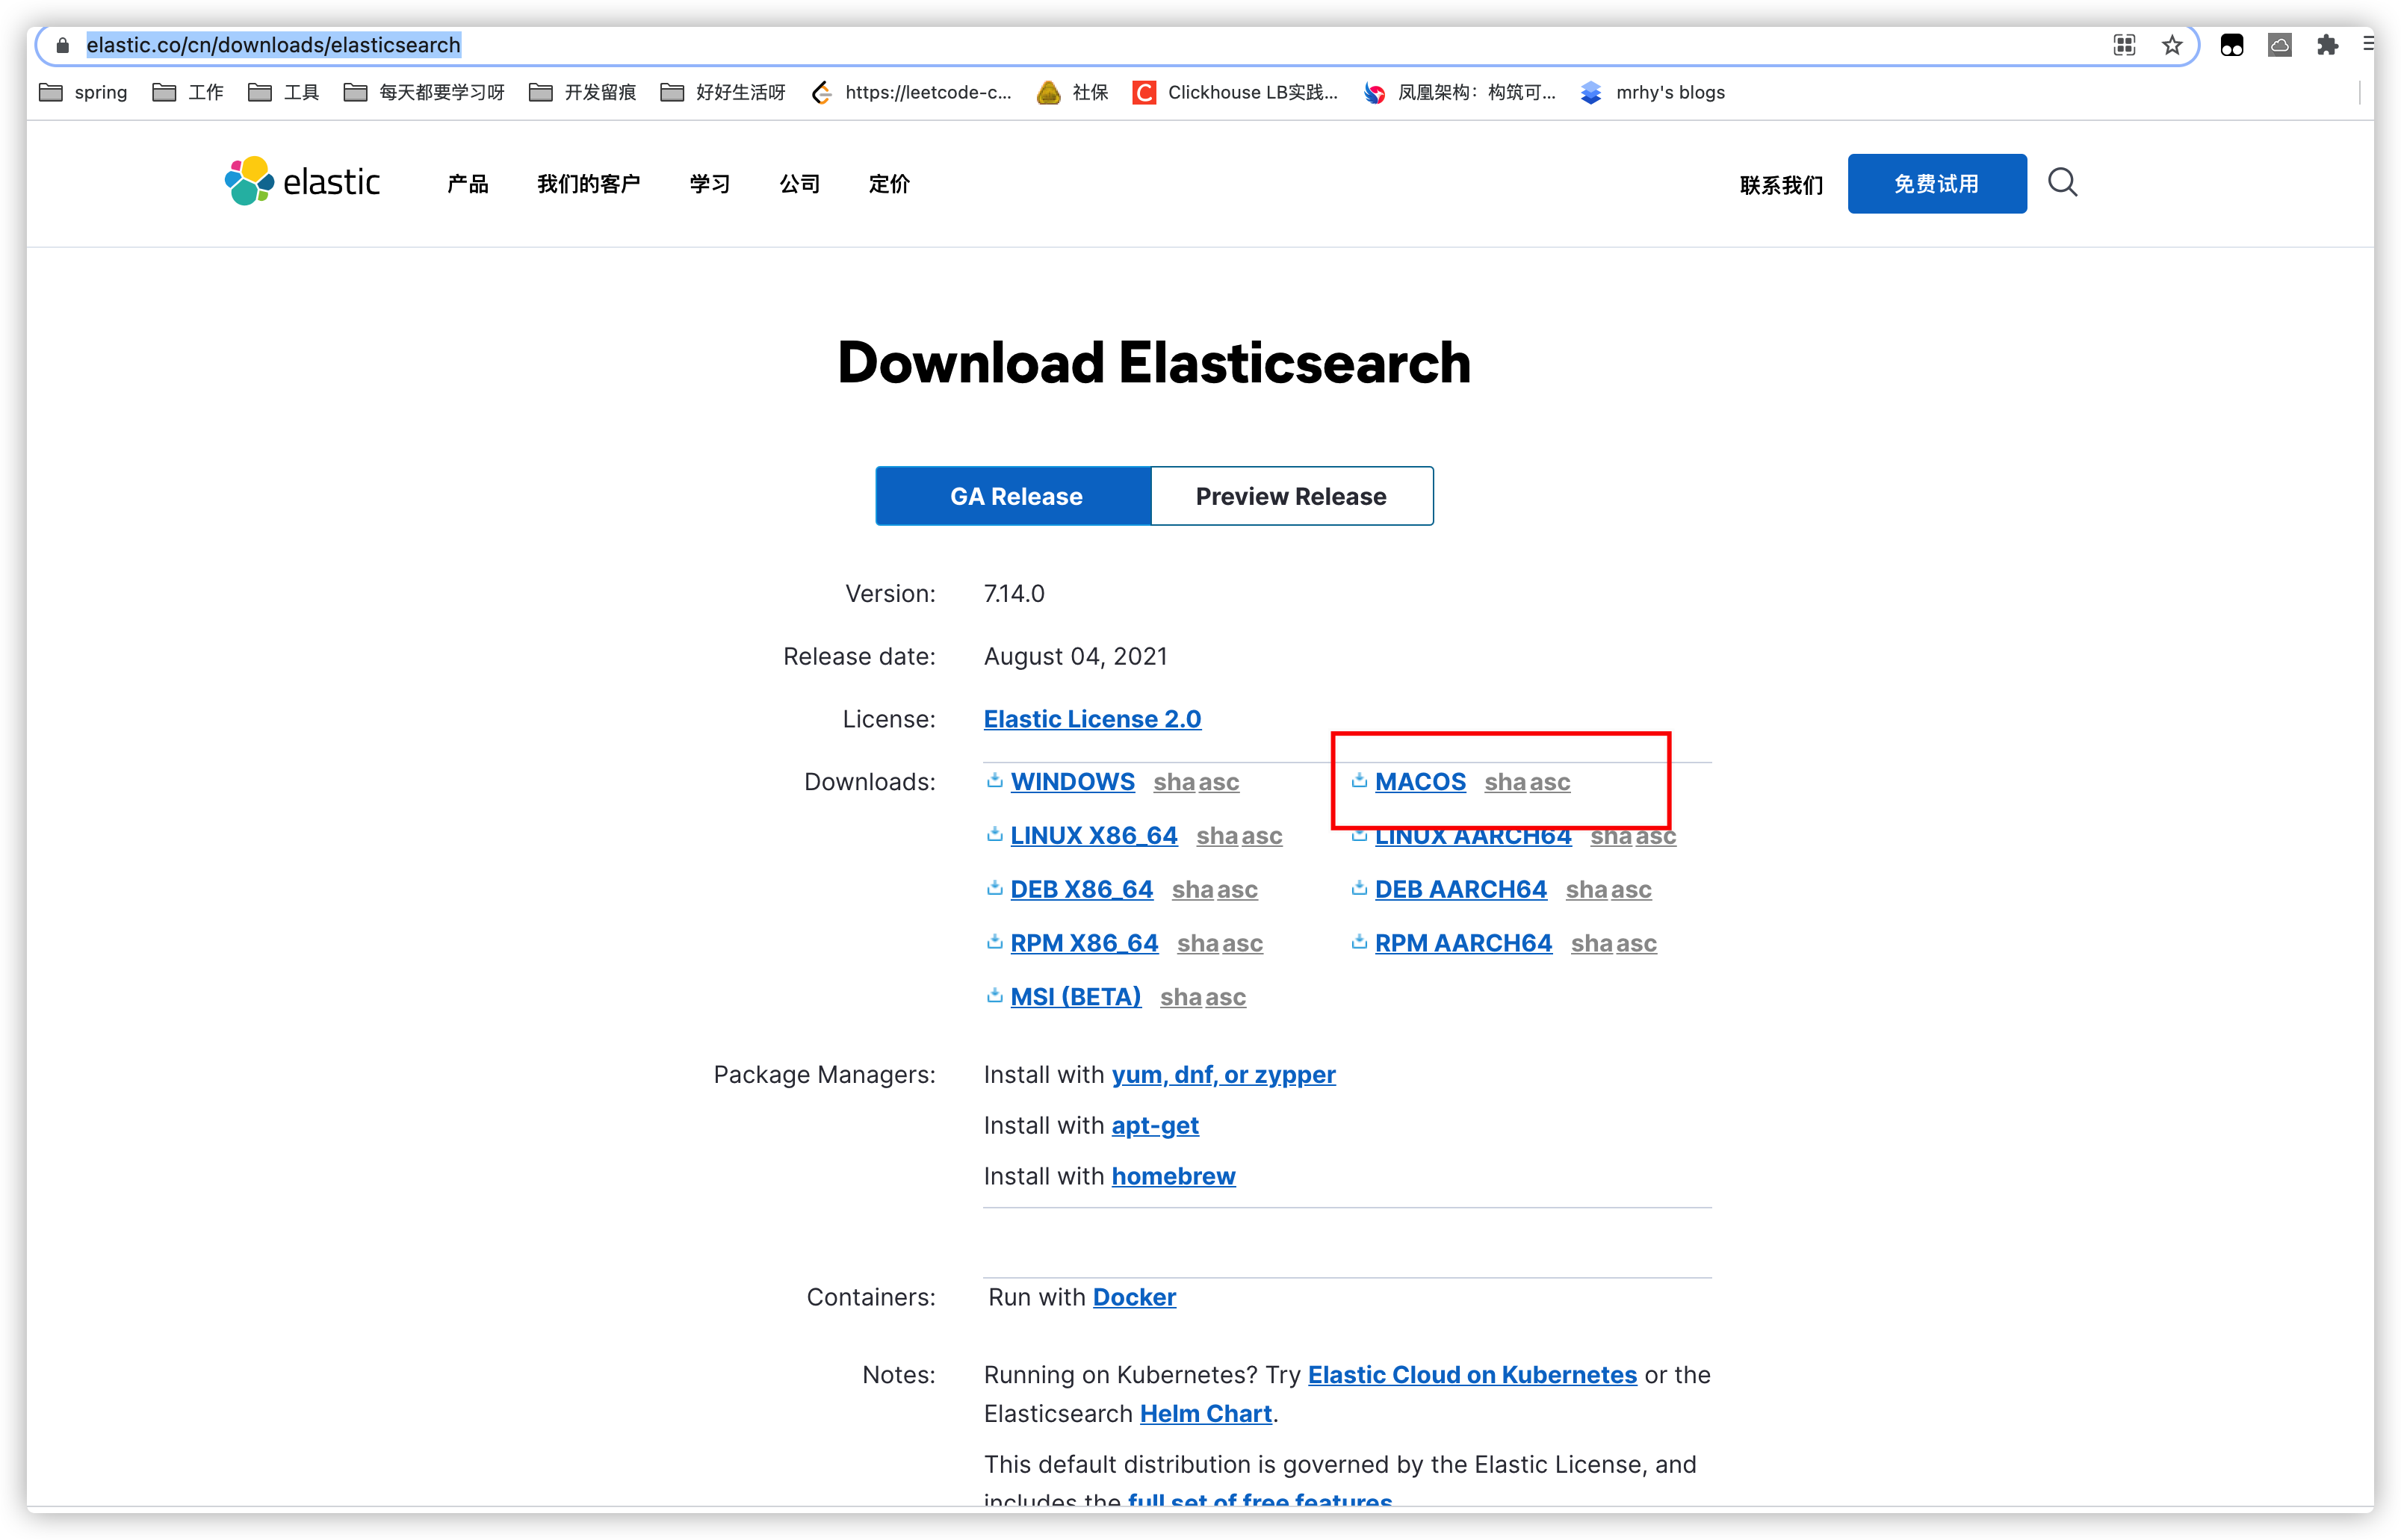 elastic.co/cn/downloads/elasticsearch
spring 工作 工具 每天都要学习呀 开发留痕 好好生活呀 https://leetcode-c... 社保 Clickhouse LB实践... 凤凰架构：构筑可... mrhy's blogs
elastic 产品 我们的客户 学习 公司 定价 联系我们 免费试用
Download Elasticsearch
GA Release Preview Release
Version: 7.14.0
Release date: August 04, 2021
License: Elastic License 2.0
Downloads: WINDOWS sha asc MACOS sha asc
LINUX X86_64 sha asc LINUX AARCH64 sha asc
DEB X86_64 sha asc DEB AARCH64 sha asc
RPM X86_64 sha asc RPM AARCH64 sha asc
MSI (BETA) sha asc
Package Managers: Install with yum, dnf, or zypper
Install with apt-get
Install with homebrew
Containers: Run with Docker
Notes: Running on Kubernetes? Try Elastic Cloud on Kubernetes or the
Elasticsearch Helm Chart.
This default distribution is governed by the Elastic License, and
includes the full set of free features